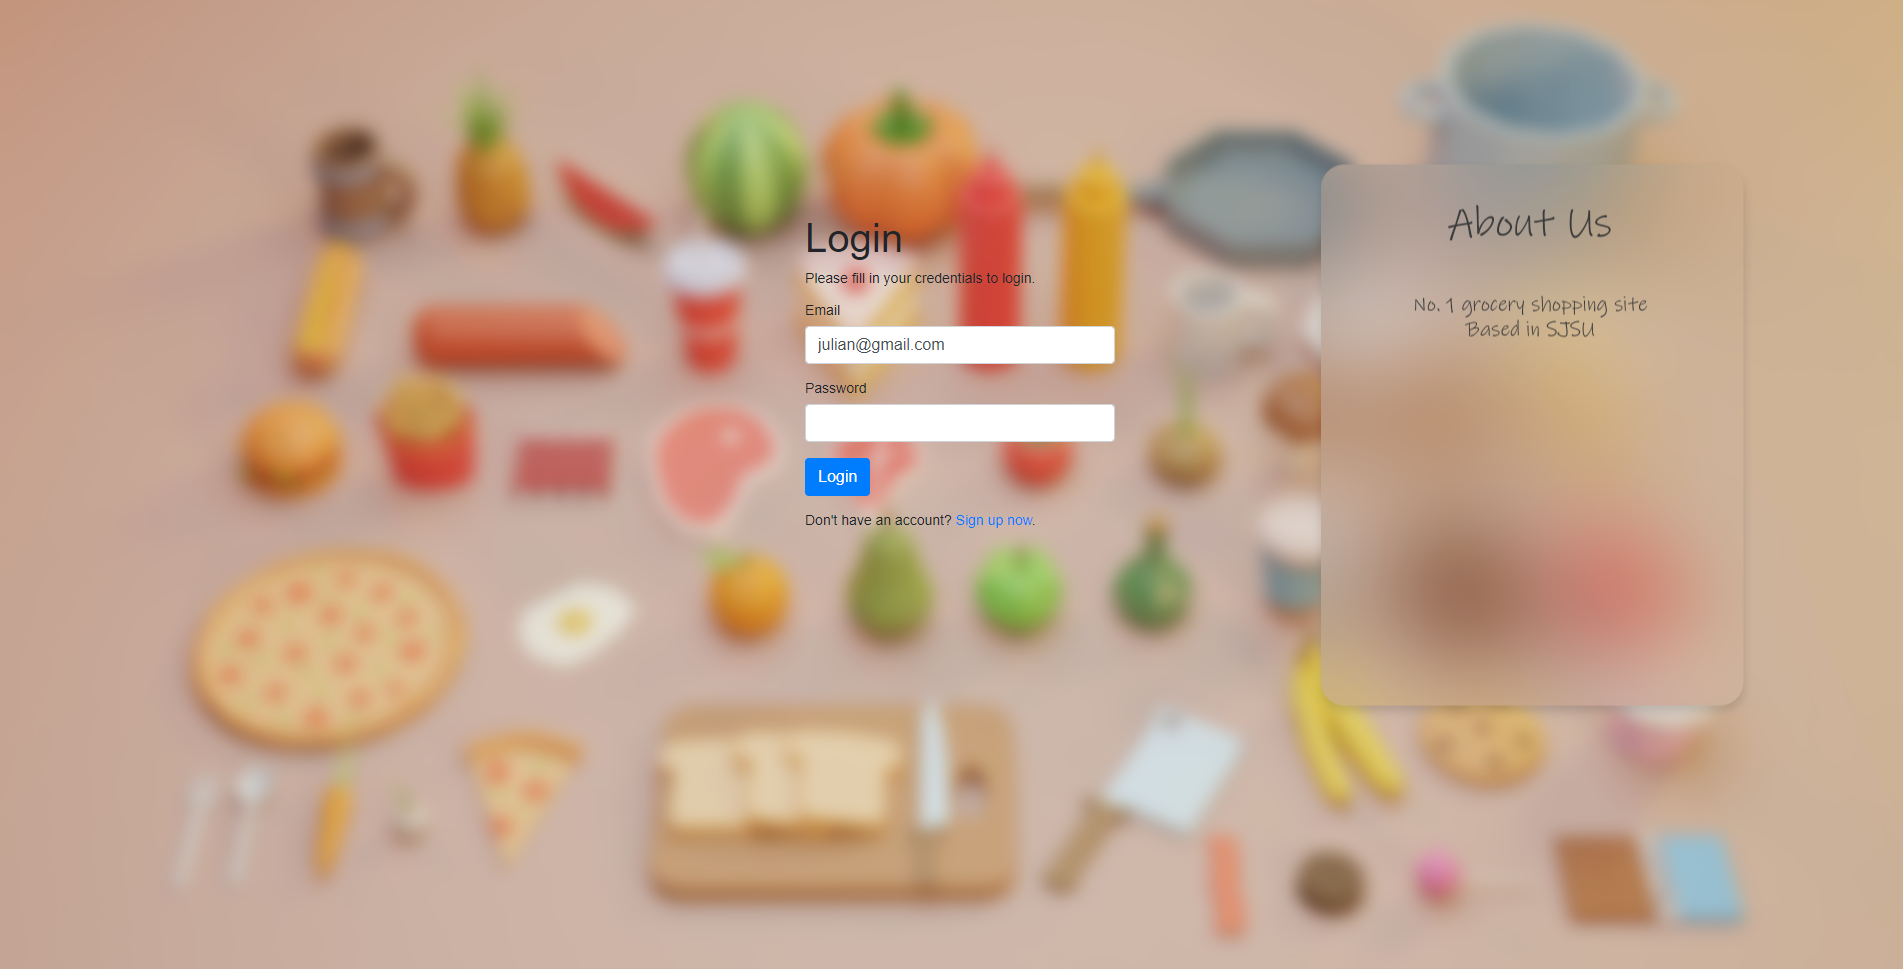 Login
Please fill in your credentials to login.
Email
julian@gmail.com
Password
Login
Don't have an account? Sign up now.
About Us
No. 1 grocery shopping site
Based in SJSU